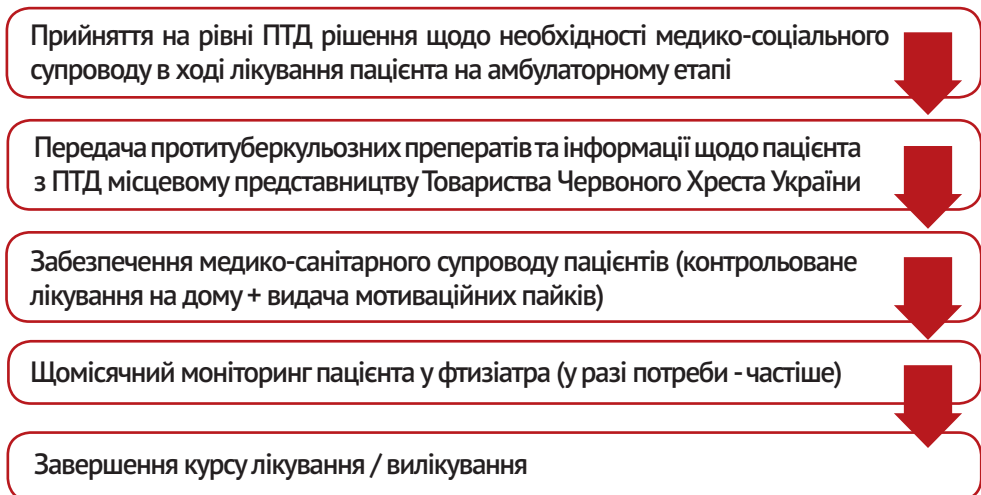 Прийняття на рівні ПТД рішення щодо необхідності медико-соціального
супроводу в ході лікування пацієнта на амбулаторному етапі
Передача протитуберкульозних преператів та інформації щодо пацієнта
з ПТД місцевому представництву Товариства Червоного Хреста України
Забезпечення медико-санітарного супроводу пацієнтів (контрольоване
лікування на дому + видача мотиваційних пайків)
Щомісячний моніторинг пацієнта у фтизіатра (у разі потреби - частіше)
Завершення курсу лікування / вилікування